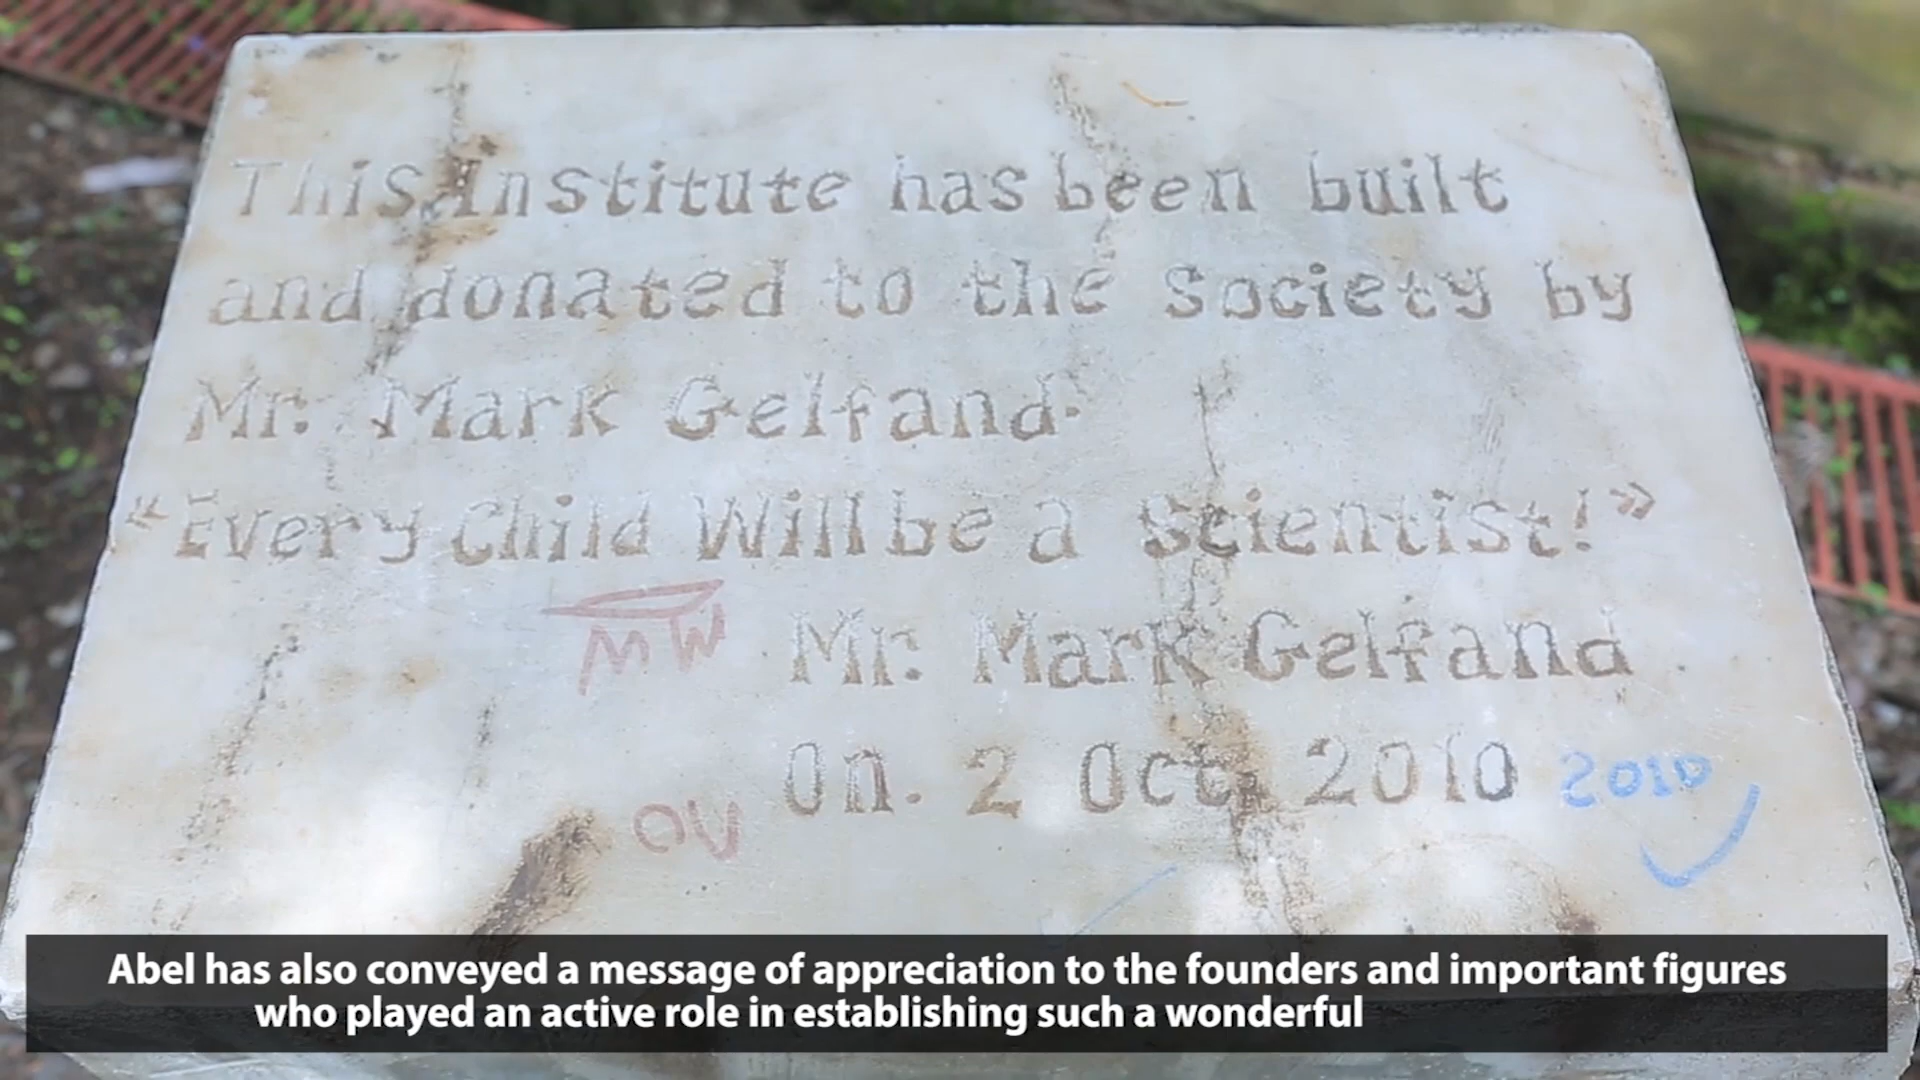 This Institute has been built
and donated to the Society by
Mr. Mark Gelfand.
"Every Child Will be a Scientist!"
MW
Mr. Mark Gelfand
On. 2 Oct. 2010 2010
OU
Abel has also conveyed a message of appreciation to the founders and important figures
who played an active role in establishing such a wonderful